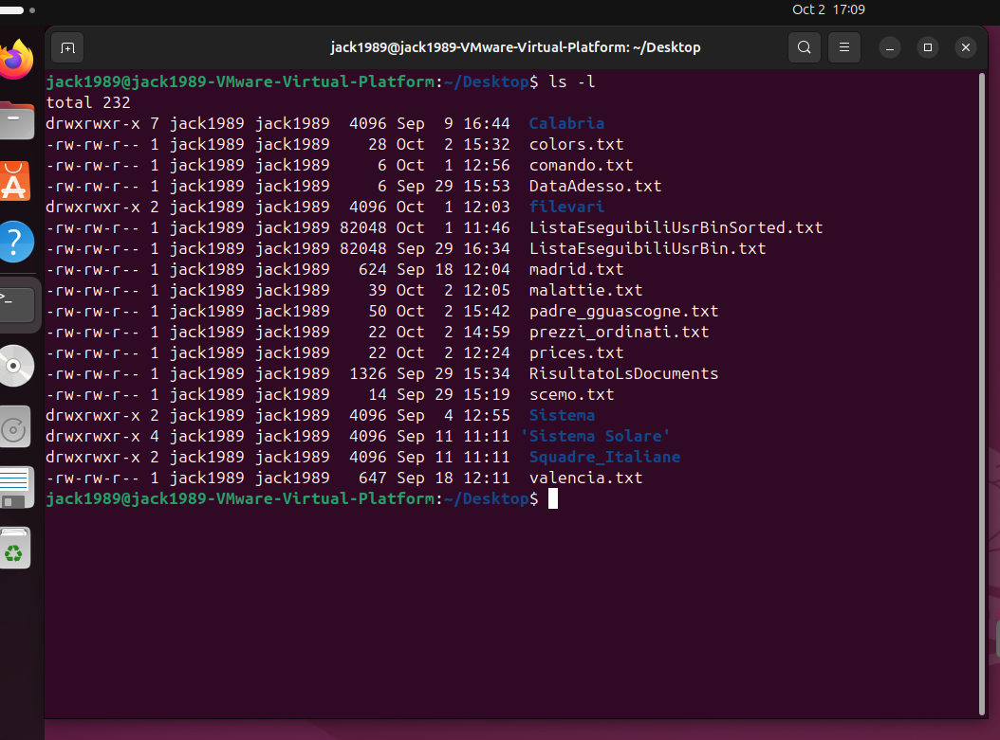 Oct 2 17:09
jack1989@jack1989-VMware-Virtual-Platform: ~/Desktop
jack1989@jack1989-VMware-Virtual-Platform:~/Desktop$ ls -l
total 232
drwxrwxr-x 7 jack1989 jack1989  4096 Sep  9 16:44  Calabria
-rw-rw-r-- 1 jack1989 jack1989    28 Oct  2 15:32  colors.txt
-rw-rw-r-- 1 jack1989 jack1989     6 Oct  1 12:56  comando.txt
-rw-rw-r-- 1 jack1989 jack1989     6 Sep 29 15:53  DataAdesso.txt
drwxrwxr-x 2 jack1989 jack1989  4096 Oct  1 12:03  filevari
-rw-rw-r-- 1 jack1989 jack1989 82048 Oct  1 11:46  ListaEseguibiliUsrBinSorted.txt
-rw-rw-r-- 1 jack1989 jack1989 82048 Sep 29 16:34  ListaEseguibiliUsrBin.txt
-rw-rw-r-- 1 jack1989 jack1989   624 Sep 18 12:04  madrid.txt
-rw-rw-r-- 1 jack1989 jack1989    39 Oct  2 12:05  malattie.txt
-rw-rw-r-- 1 jack1989 jack1989    50 Oct  2 15:42  padre_gguascogne.txt
-rw-rw-r-- 1 jack1989 jack1989    22 Oct  2 14:59  prezzi_ordinati.txt
-rw-rw-r-- 1 jack1989 jack1989    22 Oct  2 12:24  prices.txt
-rw-rw-r-- 1 jack1989 jack1989  1326 Sep 29 15:34  RisultatoLsDocuments
-rw-rw-r-- 1 jack1989 jack1989    14 Sep 29 15:19  scemo.txt
drwxrwxr-x 2 jack1989 jack1989  4096 Sep  4 12:55  Sistema
drwxrwxr-x 4 jack1989 jack1989  4096 Sep 11 11:11 'Sistema Solare'
drwxrwxr-x 2 jack1989 jack1989  4096 Sep 11 11:11  Squadre_Italiane
-rw-rw-r-- 1 jack1989 jack1989   647 Sep 18 12:11  valencia.txt
jack1989@jack1989-VMware-Virtual-Platform:~/Desktop$